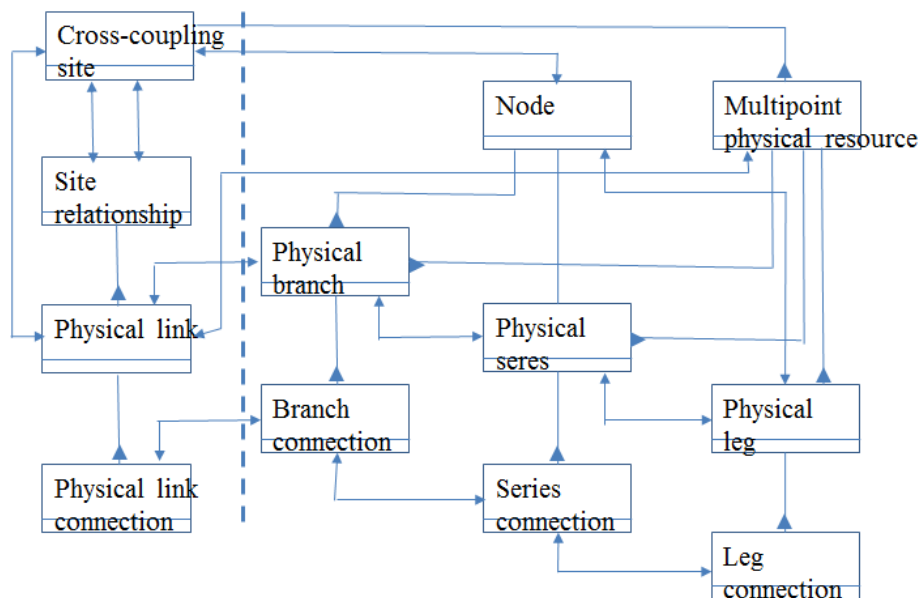 Cross-coupling
site
Node
Multipoint
physical resource
Site
relationship
Physical
branch
Physical link
Physical
seres
Branch
connection
Physical
leg
Physical link
connection
Series
connection
Leg
connection